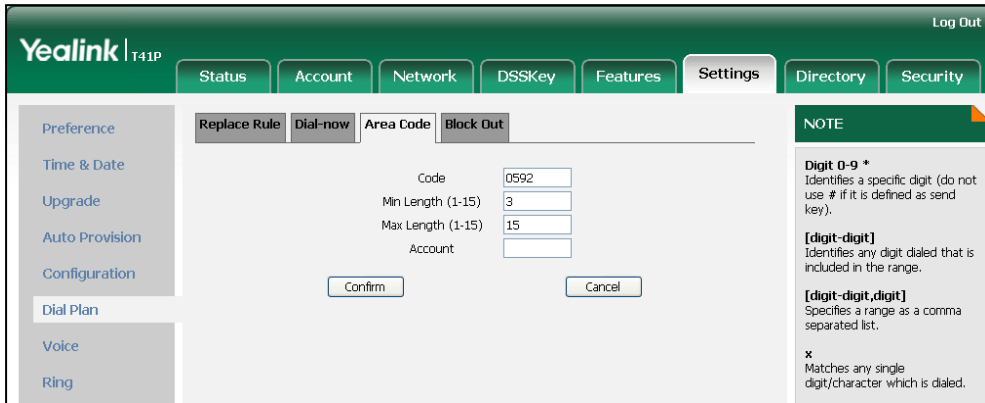 Log Out
Yealink T41P
Status Account Network DSSKey Features Settings Directory Security
Preference
Time & Date
Upgrade
Auto Provision
Configuration
Dial Plan
Voice
Ring
Replace Rule Dial-now Area Code Block Out
Code 0592
Min Length (1-15) 3
Max Length (1-15) 15
Account
Confirm Cancel
NOTE
Digit 0-9 *
Identifies a specific digit (do not
use # if it is defined as send
key).
[digit-digit]
Identifies any digit dialed that is
included in the range.
[digit-digit,digit]
Specifies a range as a comma
separated list.
x
Matches any single
digit/character which is dialed.